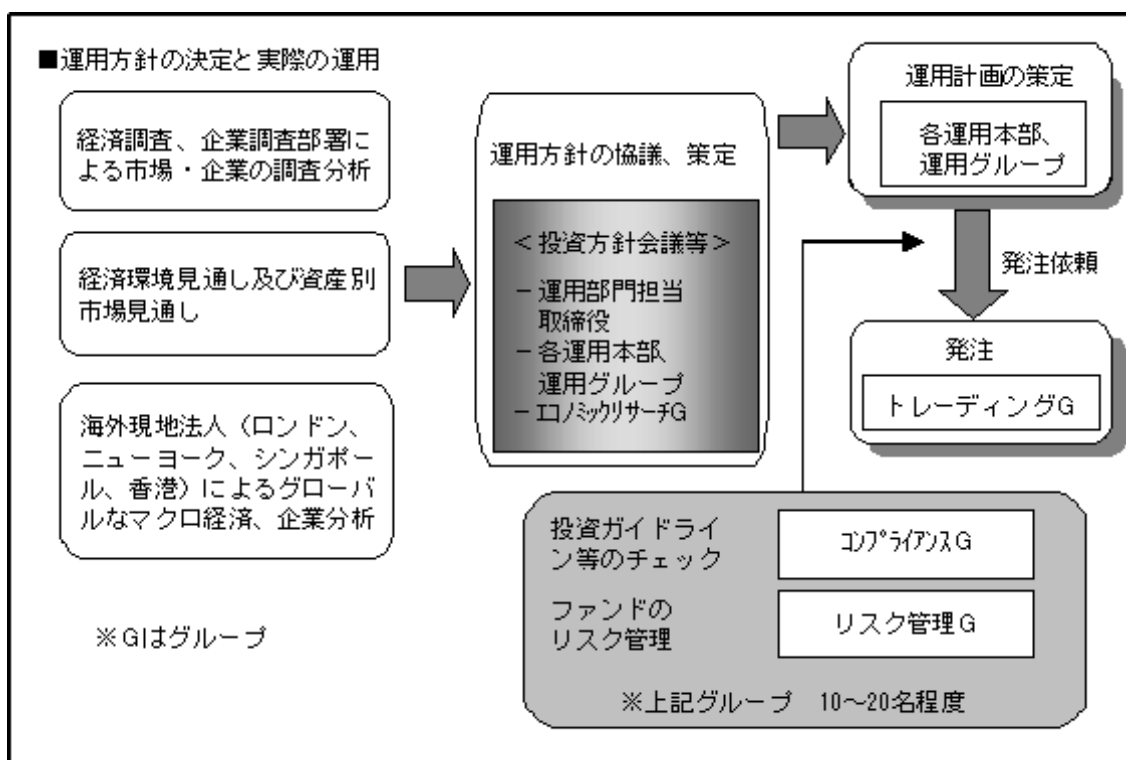 ■運用方針の決定と実際の運用
経済調査、企業調査部署に
よる市場・企業の調査分析
経済環境見通し及び資産別
市場見通し
海外現地法人（ロンドン、
ニューヨーク、シンガポー
ル、香港）によるグローバ
ルなマクロ経済、企業分析
※Gはグループ
運用方針の協議、策定
＜投資方針会議等＞
－運用部門担当
取締役
－各運用本部、
運用グループ
－ｴｺﾉﾐｯｸﾘｻｰﾁG
運用計画の策定
各運用本部、
運用グループ
発注依頼
発注
トレーディングG
投資ガイドライ
ン等のチェック
ｺﾝﾌﾟﾗｲｱﾝｽG
ファンドの
リスク管理
リスク管理G
※上記グループ　10～20名程度